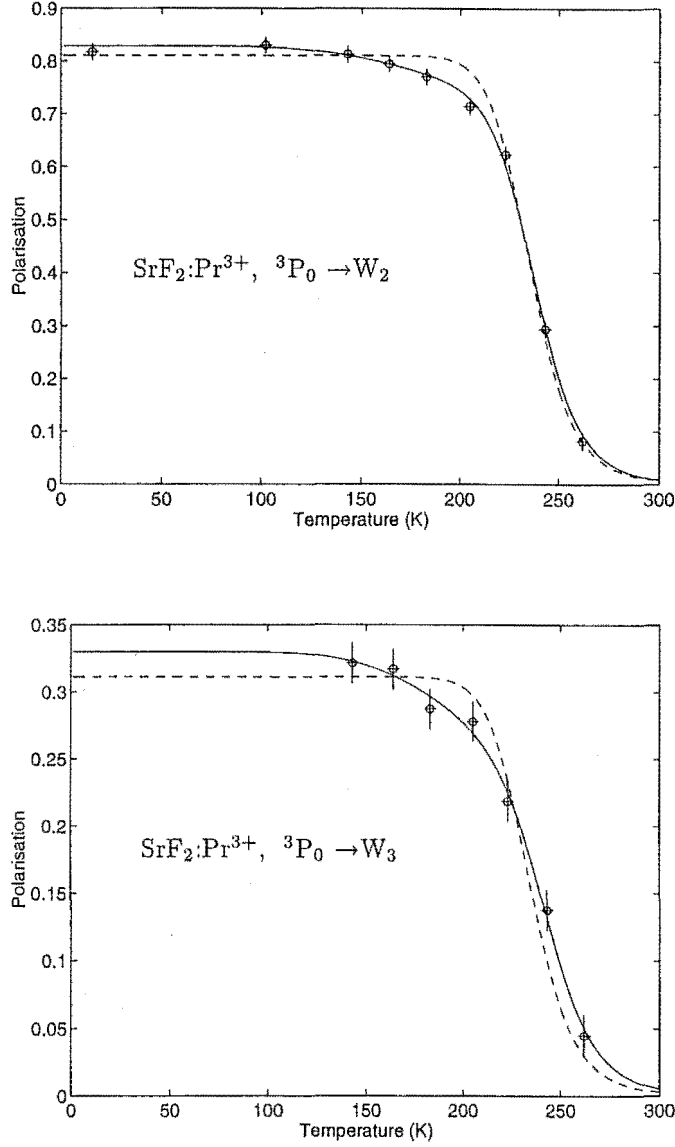 0.9
0.8
0.7
0.6
0.5
0.4
0.3
0.2
0.1
0
Polarisation
SrF₂:Pr³⁺, ³P₀ →W₂
0 50 100 150 200 250 300
Temperature (K)
0.35
0.3
0.25
0.2
0.15
0.1
0.05
0
Polarisation
SrF₂:Pr³⁺, ³P₀ →W₃
0 50 100 150 200 250 300
Temperature (K)